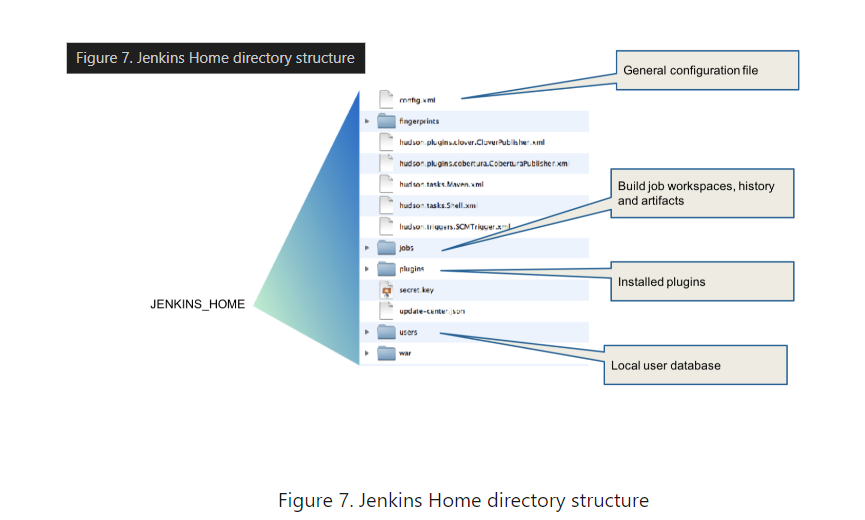 Figure 7. Jenkins Home directory structure
General configuration file
config.xml
fingerprints
hudson.plugins.clover.CloverPublisher.xml
hudson.plugins.cobertura.CoberturaPublisher.xml
hudson.tasks.Maven.xml
Build job workspaces, history
and artifacts
hudson.tasks.Shell.xml
hudson.triggers.SCMTrigger.xml
jobs
plugins
Installed plugins
secret.key
JENKINS_HOME
update-center.json
users
war
Local user database
Figure 7. Jenkins Home directory structure